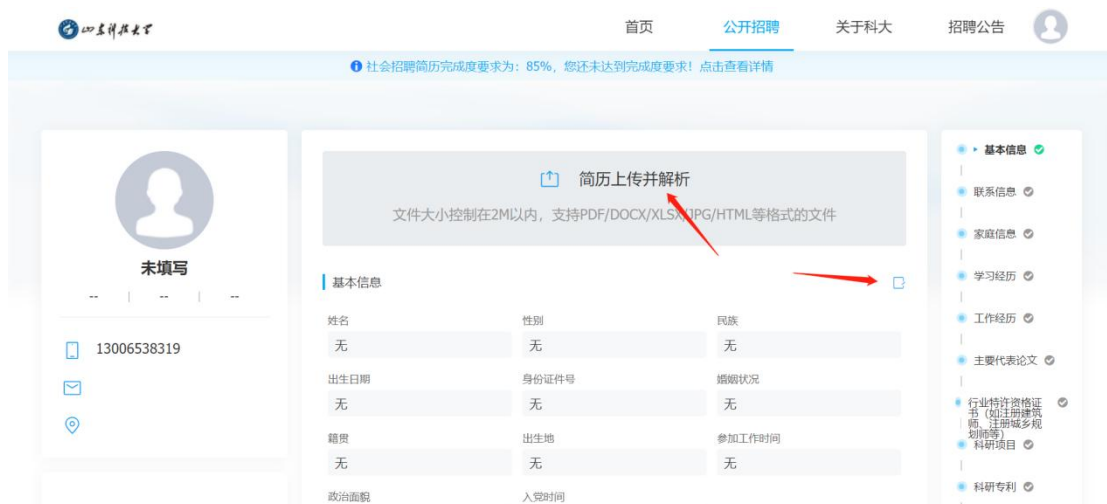 山东科技大学
首页 公开招聘 关于科大 招聘公告
社会招聘简历完成度要求为：85%，您还未达到完成度要求！点击查看详情
简历上传并解析
文件大小控制在2M以内，支持PDF/DOCX/XLSX/JPG/HTML等格式的文件
未填写
-- | -- | --
13006538319
基本信息
姓名 性别 民族
无 无 无
出生日期 身份证件号 婚姻状况
无 无 无
籍贯 出生地 参加工作时间
无 无 无
政治面貌 入党时间
基本信息
联系信息
家庭信息
学习经历
工作经历
主要代表论文
行业特许资格证
书（如注册建筑
师、注册城乡规
划师等）
科研项目
科研专利